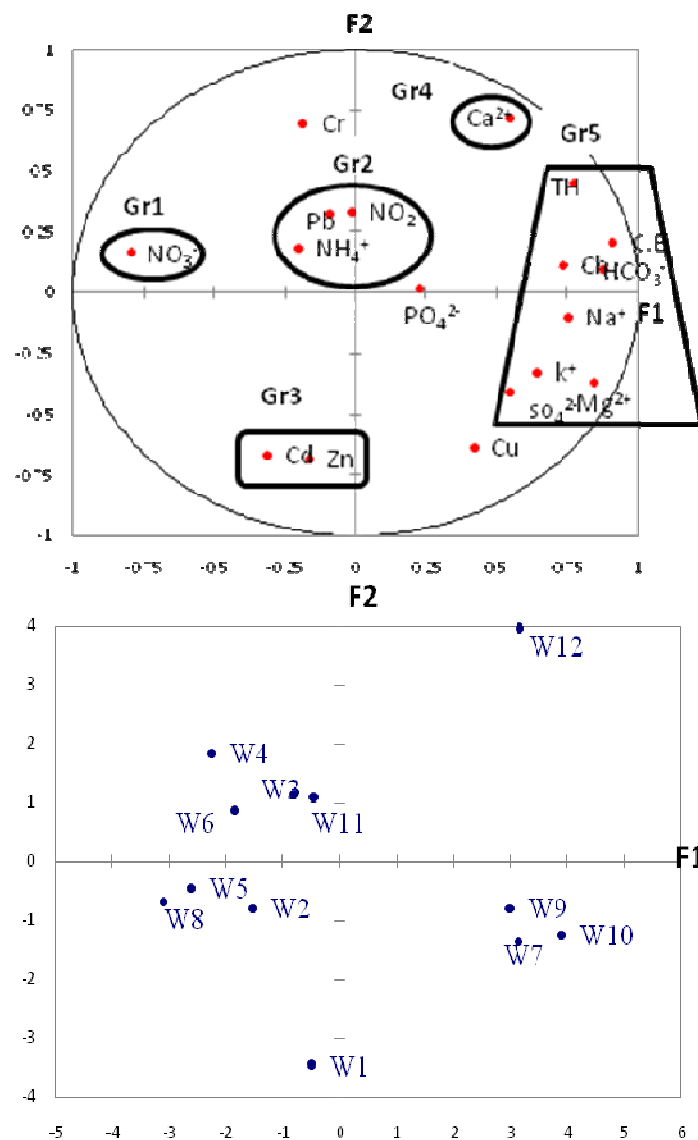 F2
1
Gr4
0.75
Ca²⁺
Cr
Gr5
0.5
Gr2
TH
Gr1
Pb
NO₂
0.25
NO₃⁻
NH₄⁺
C.E
Cl
HCO₃⁻
0
F1
PO₄²⁻
Na⁺
-0.25
k⁺
Gr3
so₄²⁻
Mg²⁺
-0.5
Cd
Zn
Cu
-0.75
-1
-1 -0.75 -0.5 -0.25 0 0.25 0.5 0.75 1
F2
4
W12
3
2
W4
W3
1
W6
W11
0
F1
W5
W8
W2
W9
-1
W10
W7
-2
-3
W1
-4
-5 -4 -3 -2 -1 0 1 2 3 4 5 6